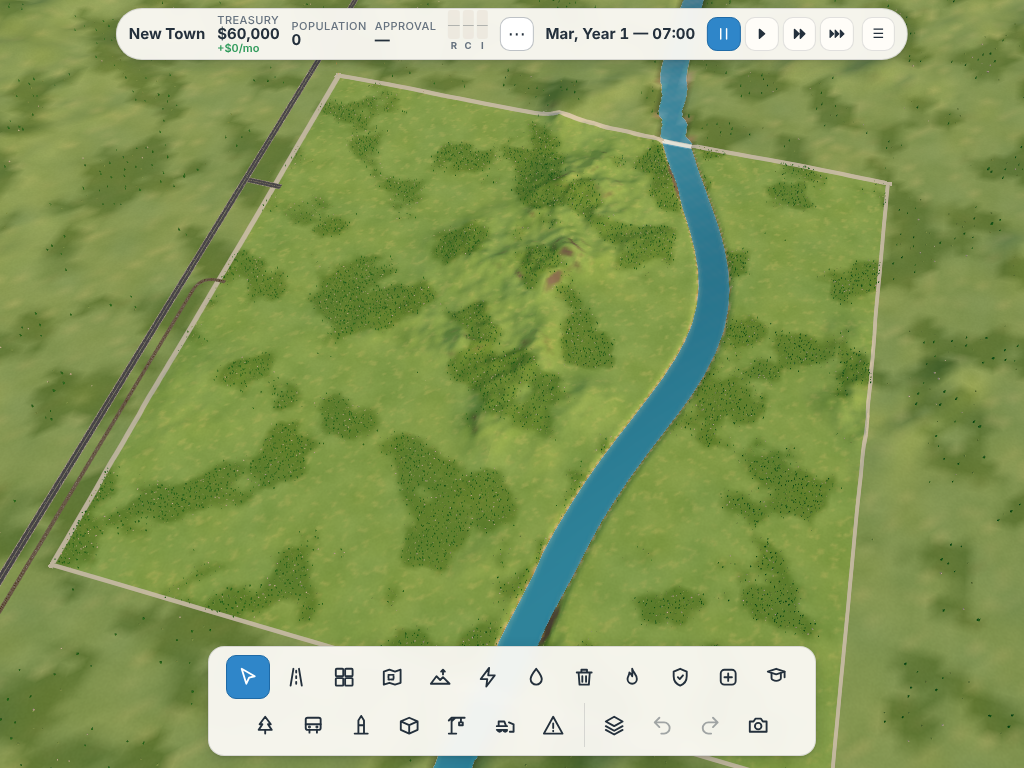 New Town
TREASURY
$60,000
+$0/mo
POPULATION
0
APPROVAL
—
R C I
Mar, Year 1 — 07:00